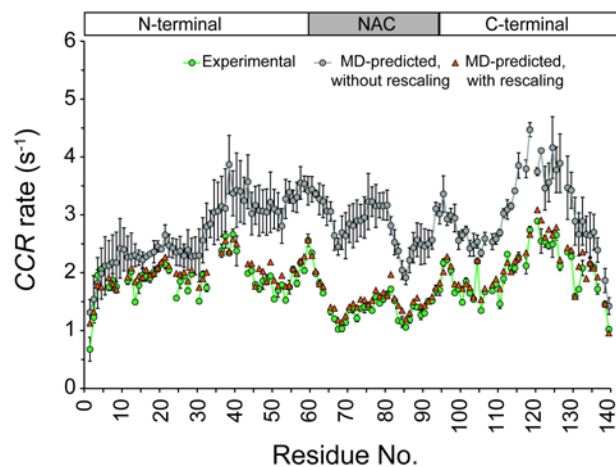 N-terminal NAC C-terminal
Experimental MD-predicted, without rescaling MD-predicted, with rescaling
CCR rate (s⁻¹)
6
5
4
3
2
1
0
0 10 20 30 40 50 60 70 80 90 100 110 120 130 140
Residue No.